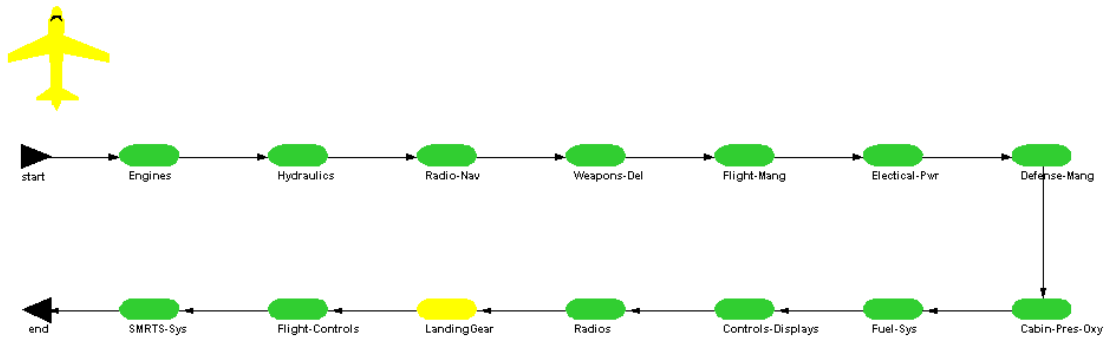 start
Engines
Hydraulics
Radio-Nav
Weapons-Del
Flight-Mang
Electical-Pwr
Defense-Mang
end
SMRTS-Sys
Flight-Controls
LandingGear
Radios
Controls-Displays
Fuel-Sys
Cabin-Pres-Oxy